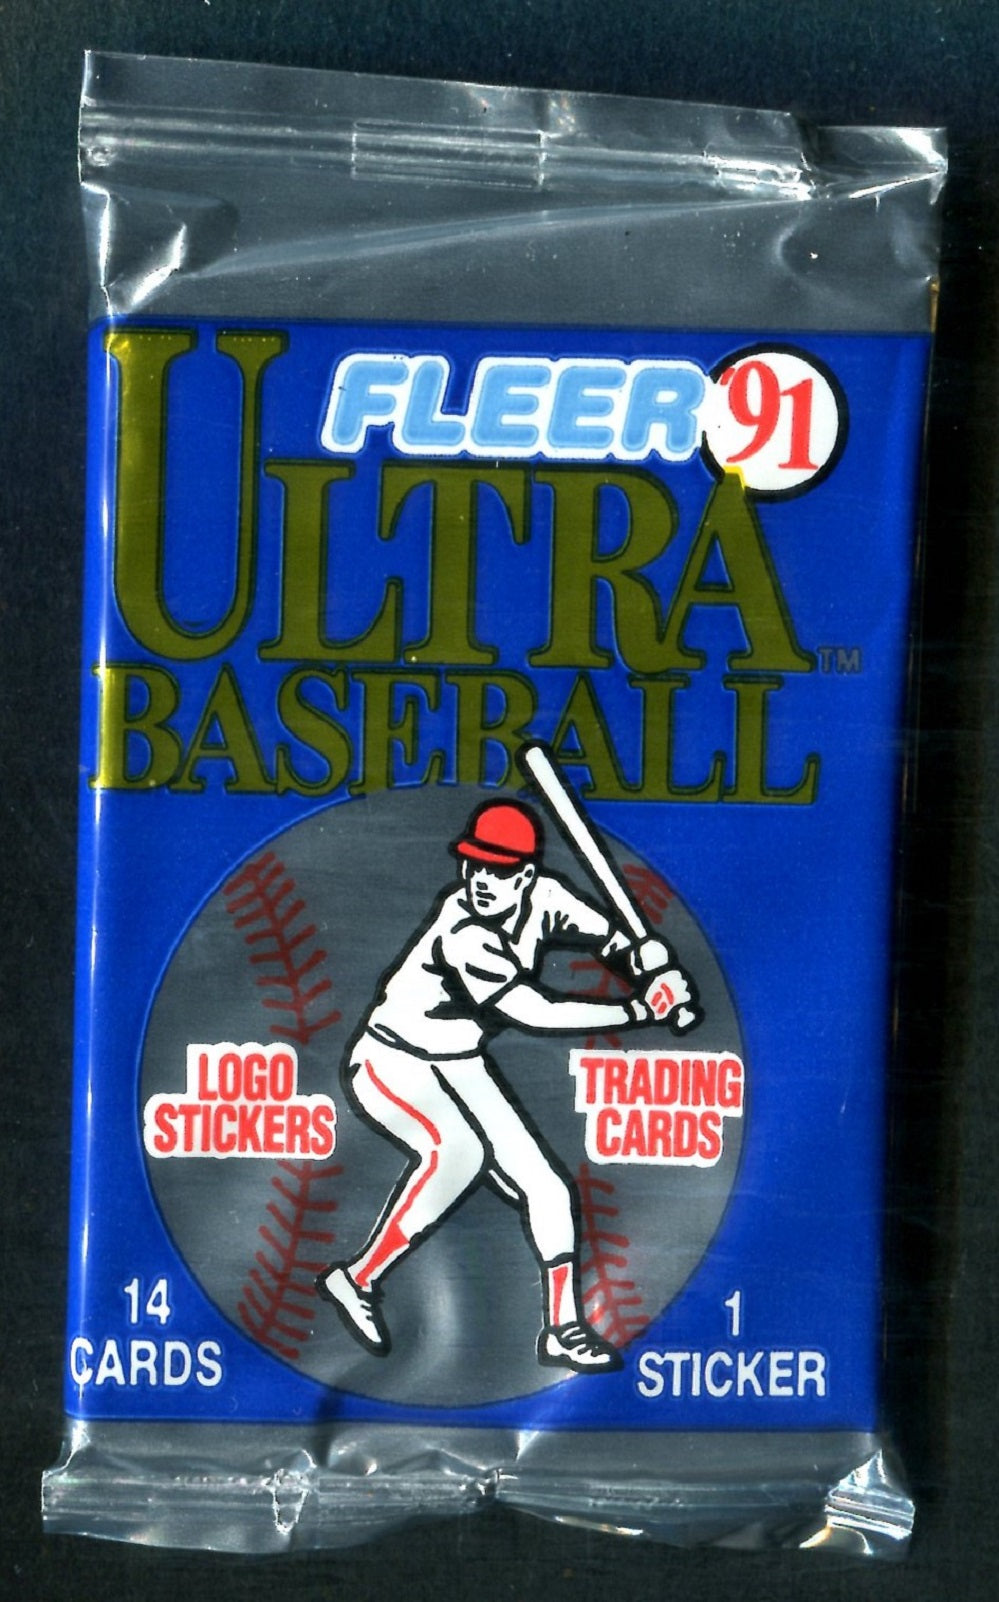 FLEER '91
ULTRA™
BASEBALL
LOGO
STICKERS
TRADING
CARDS
14
CARDS
1
STICKER